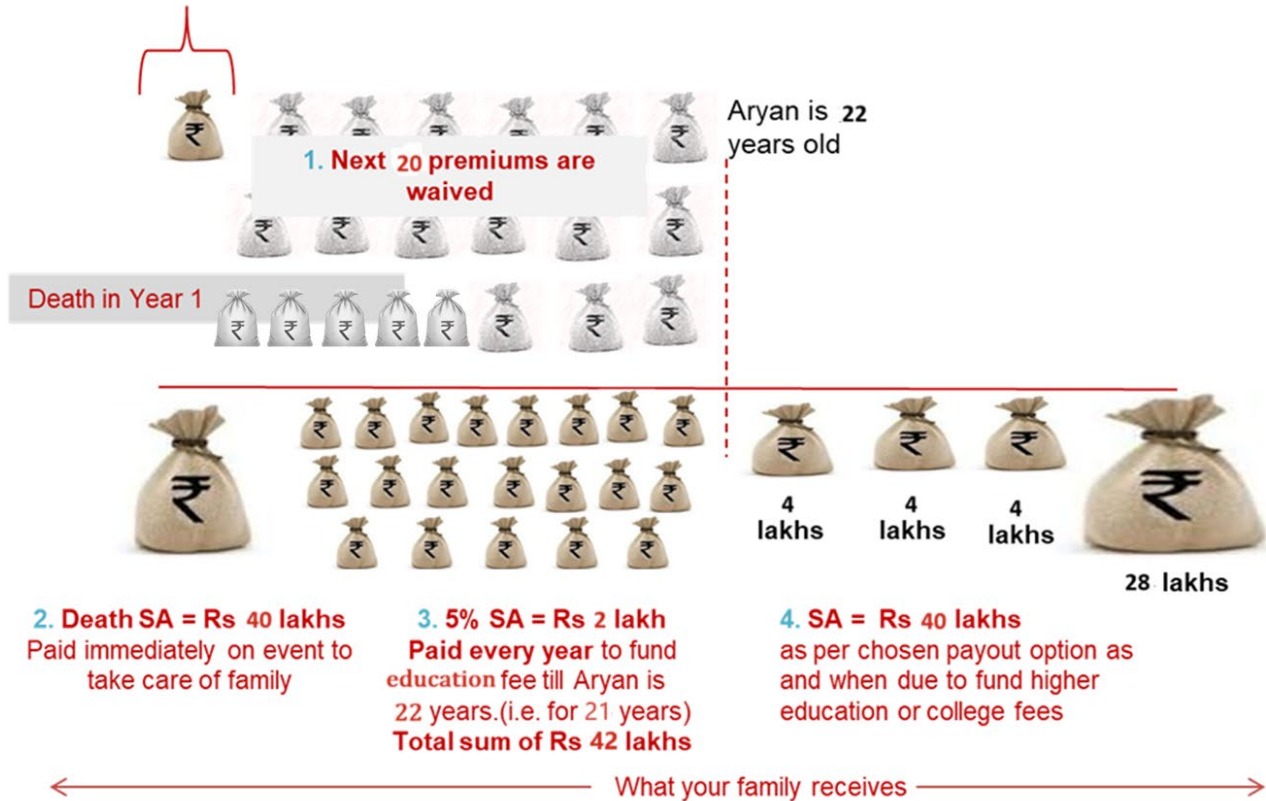 Aryan is 22
years old
1. Next 20 premiums are
waived
Death in Year 1
4
lakhs
4
lakhs
4
lakhs
28 lakhs
2. Death SA = Rs 40 lakhs
Paid immediately on event to
take care of family
3. 5% SA = Rs 2 lakh
Paid every year to fund
education fee till Aryan is
22 years.(i.e. for 21 years)
Total sum of Rs 42 lakhs
4. SA = Rs 40 lakhs
as per chosen payout option as
and when due to fund higher
education or college fees
What your family receives